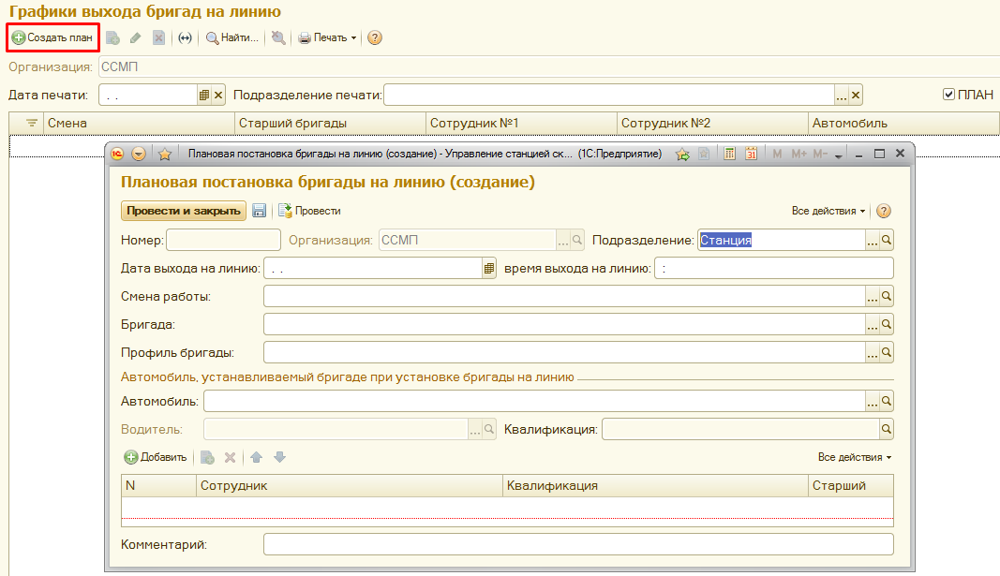 Графики выхода бригад на линию
Создать план Найти... Печать
Организация: ССМП
Дата печати: . . Подразделение печати: ... ПЛАН
Смена Старший бригады Сотрудник №1 Сотрудник №2 Автомобиль
Плановая постановка бригады на линию (создание) - Управление станцией ск... (1С:Предприятие) 31 M M+ M-
Плановая постановка бригады на линию (создание)
Провести и закрыть Провести Все действия
Номер: Организация: ССМП ... Подразделение: Станция ...
Дата выхода на линию: . . время выхода на линию: :
Смена работы: ...
Бригада: ...
Профиль бригады: ...
Автомобиль, устанавливаемый бригаде при установке бригады на линию
Автомобиль: ...
Водитель: ... Квалификация:
Добавить Все действия
N Сотрудник Квалификация Старший
Комментарий: